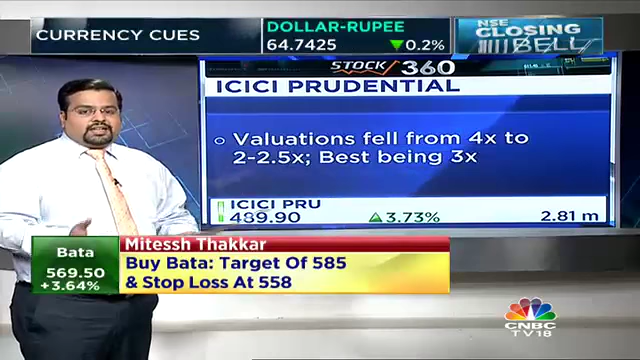 CURRENCY CUES
DOLLAR-RUPEE
64.7425 ▼0.2%
NSE
CLOSING
BELL
STOCK 360
ICICI PRUDENTIAL
Valuations fell from 4x to
2-2.5x; Best being 3x
ICICI PRU
489.90 ▲3.73% 2.81 m
Bata
569.50
+3.64%
Mitessh Thakkar
Buy Bata: Target Of 585
& Stop Loss At 558
CNBC
TV18